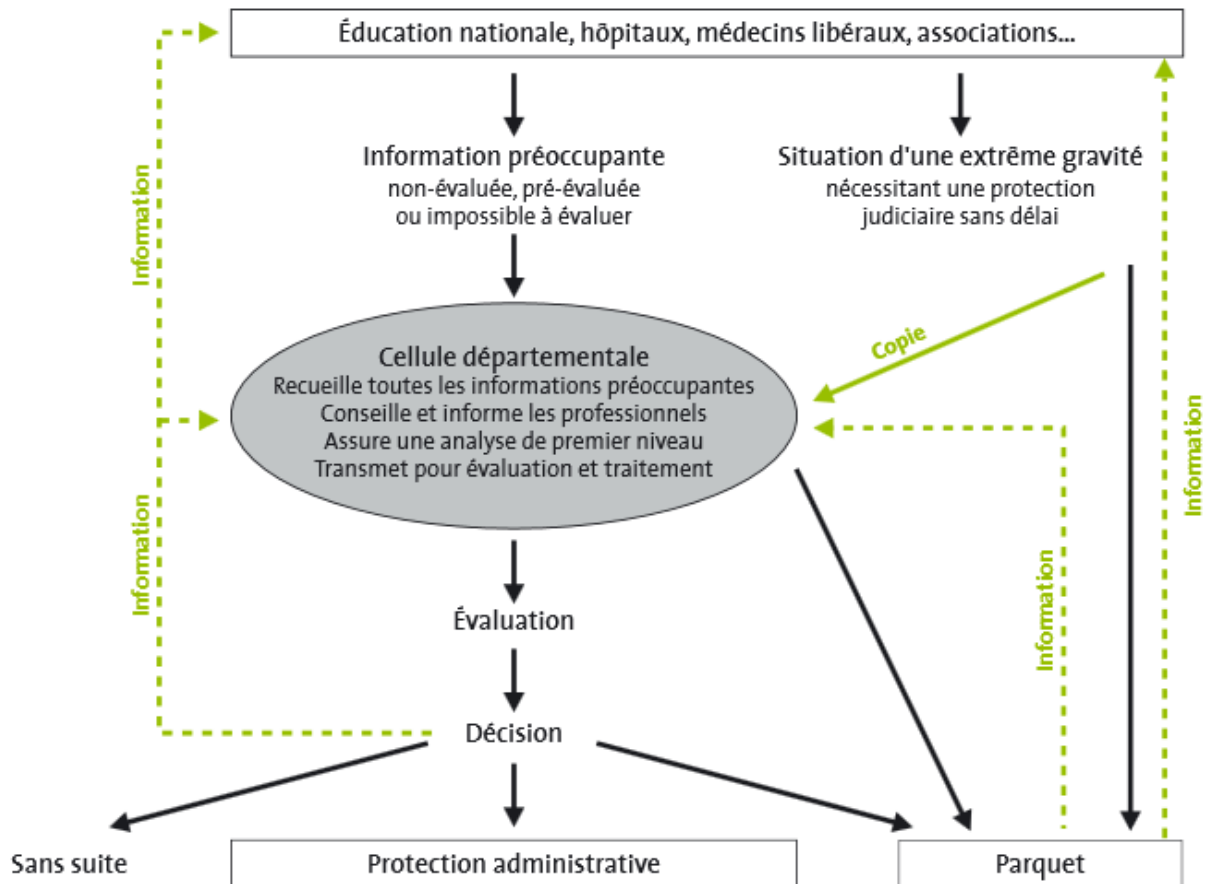 Éducation nationale, hôpitaux, médecins libéraux, associations...
Information préoccupante
non-évaluée, pré-évaluée
ou impossible à évaluer
Situation d'une extrême gravité
nécessitant une protection
judiciaire sans délai
Information
Copie
Cellule départementale
Recueille toutes les informations préoccupantes
Conseille et informe les professionnels
Assure une analyse de premier niveau
Transmet pour évaluation et traitement
Information
Information
Information
Évaluation
Décision
Sans suite
Protection administrative
Parquet